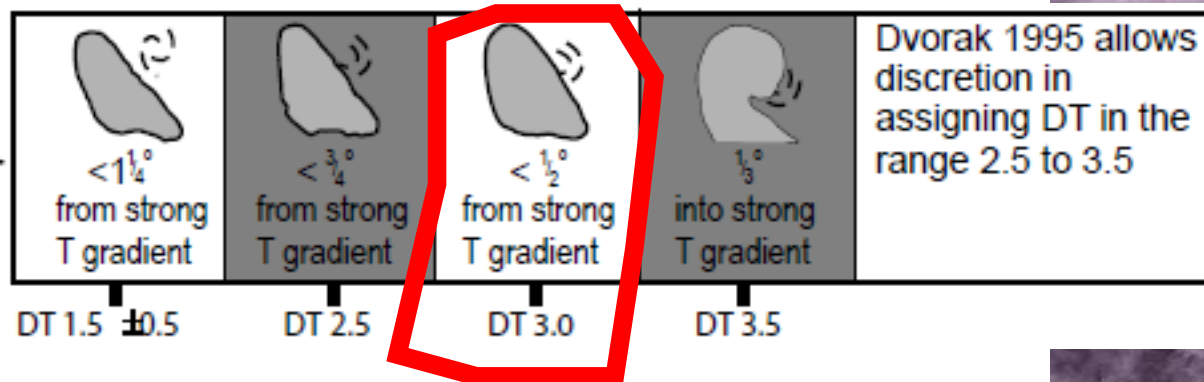 <1¼°
from strong
T gradient
< ¾°
from strong
T gradient
< ½°
from strong
T gradient
⅓°
into strong
T gradient
Dvorak 1995 allows
discretion in
assigning DT in the
range 2.5 to 3.5
DT 1.5 ±0.5
DT 2.5
DT 3.0
DT 3.5